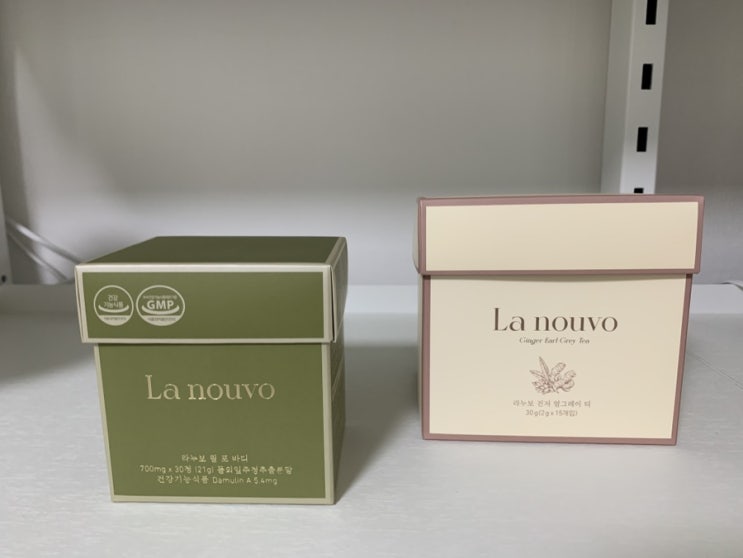 건강
기능식품
GMP
La nouvo
라누보 필 포 바디
700mg x 30정 (21g) 돌외잎주정추출분말
건강기능식품 Damulin A 5.4mg
La nouvo
Ginger Earl Grey Tea
라누보 진저 얼그레이 티
30g(2g x 15개입)